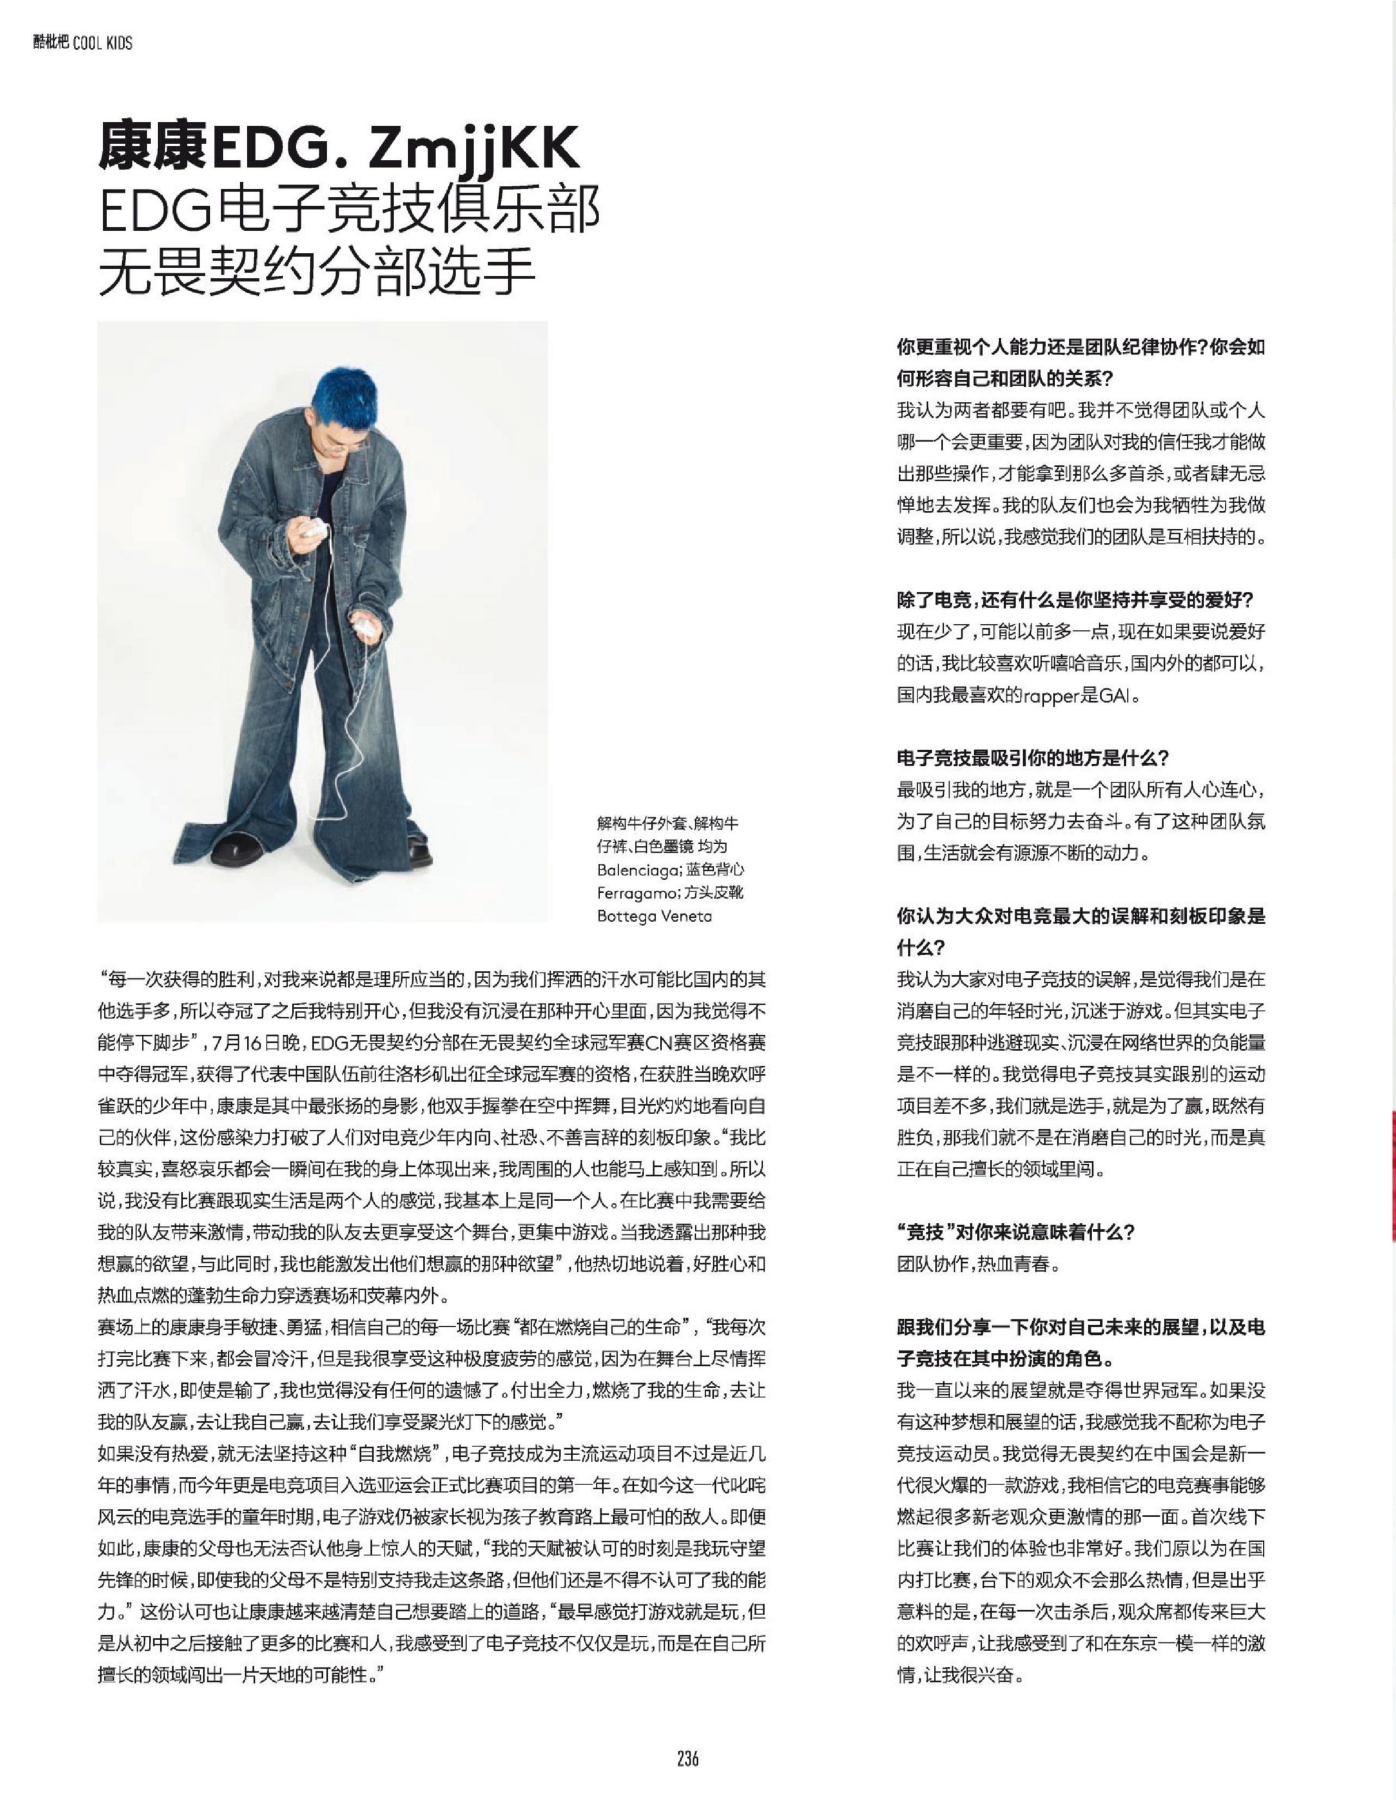 酷枇杷 COOL KIDS
康康EDG. ZmjjKK
EDG电子竞技俱乐部
无畏契约分部选手
解构牛仔外套、解构牛
仔裤、白色墨镜 均为
Balenciaga；蓝色背心
Ferragamo；方头皮靴
Bottega Veneta
“每一次获得的胜利，对我来说都是理所应当的，因为我们挥洒的汗水可能比国内的其
他选手多，所以夺冠了之后我特别开心，但我没有沉浸在那种开心里面，因为我觉得不
能停下脚步”，7月16日晚，EDG无畏契约分部在无畏契约全球冠军赛CN赛区资格赛
中夺得冠军，获得了代表中国队伍前往洛杉矶出征全球冠军赛的资格，在获胜当晚欢呼
雀跃的少年中，康康是其中最张扬的身影，他双手握拳在空中挥舞，目光灼灼地看向自
己的伙伴，这份感染力打破了人们对电竞少年内向、社恐、不善言辞的刻板印象。“我比
较真实，喜怒哀乐都会一瞬间在我的身上体现出来，我周围的人也能马上感知到。所以
说，我没有比赛跟现实生活是两个人的感觉，我基本上是同一个人。在比赛中我需要给
我的队友带来激情，带动我的队友去更享受这个舞台，更集中游戏。当我透露出那种我
想赢的欲望，与此同时，我也能激发出他们想赢的那种欲望”，他热切地说着，好胜心和
热血点燃的蓬勃生命力穿透赛场和荧幕内外。
赛场上的康康身手敏捷、勇猛，相信自己的每一场比赛“都在燃烧自己的生命”，“我每次
打完比赛下来，都会冒冷汗，但是我很享受这种极度疲劳的感觉，因为在舞台上尽情挥
洒了汗水，即使是输了，我也觉得没有任何的遗憾了。付出全力，燃烧了我的生命，去让
我的队友赢，去让我自己赢，去让我们享受聚光灯下的感觉。”
如果没有热爱，就无法坚持这种“自我燃烧”，电子竞技成为主流运动项目不过是近几
年的事情，而今年更是电竞项目入选亚运会正式比赛项目的第一年。在如今这一代叱咤
风云的电竞选手的童年时期，电子游戏仍被家长视为孩子教育路上最可怕的敌人。即便
如此，康康的父母也无法否认他身上惊人的天赋，“我的天赋被认可的时刻是我玩守望
先锋的时候，即使我的父母不是特别支持我走这条路，但他们还是不得不认可了我的能
力。” 这份认可也让康康越来越清楚自己想要踏上的道路，“最早感觉打游戏就是玩，但
是从初中之后接触了更多的比赛和人，我感受到了电子竞技不仅仅是玩，而是在自己所
擅长的领域闯出一片天地的可能性。”
你更重视个人能力还是团队纪律协作？你会如
何形容自己和团队的关系？
我认为两者都要有吧。我并不觉得团队或个人
哪一个会更重要，因为团队对我的信任我才能做
出那些操作，才能拿到那么多首杀，或者肆无忌
惮地去发挥。我的队友们也会为我牺牲为我做
调整，所以说，我感觉我们的团队是互相扶持的。
除了电竞，还有什么是你坚持并享受的爱好？
现在少了，可能以前多一点，现在如果要说爱好
的话，我比较喜欢听嘻哈音乐，国内外的都可以，
国内我最喜欢的rapper是GAI。
电子竞技最吸引你的地方是什么？
最吸引我的地方，就是一个团队所有人心连心，
为了自己的目标努力去奋斗。有了这种团队氛
围，生活就会有源源不断的动力。
你认为大众对电竞最大的误解和刻板印象是
什么？
我认为大家对电子竞技的误解，是觉得我们是在
消磨自己的年轻时光，沉迷于游戏。但其实电子
竞技跟那种逃避现实、沉浸在网络世界的负能量
是不一样的。我觉得电子竞技其实跟别的运动
项目差不多，我们就是选手，就是为了赢，既然有
胜负，那我们就不是在消磨自己的时光，而是真
正在自己擅长的领域里闯。
“竞技”对你来说意味着什么？
团队协作，热血青春。
跟我们分享一下你对自己未来的展望，以及电
子竞技在其中扮演的角色。
我一直以来的展望就是夺得世界冠军。如果没
有这种梦想和展望的话，我感觉我不配称为电子
竞技运动员。我觉得无畏契约在中国会是新一
代很火爆的一款游戏，我相信它的电竞赛事能够
燃起很多新老观众更激情的那一面。首次线下
比赛让我们的体验也非常好。我们原以为在国
内打比赛，台下的观众不会那么热情，但是出乎
意料的是，在每一次击杀后，观众席都传来巨大
的欢呼声，让我感受到了和在东京一模一样的激
情，让我很兴奋。
236